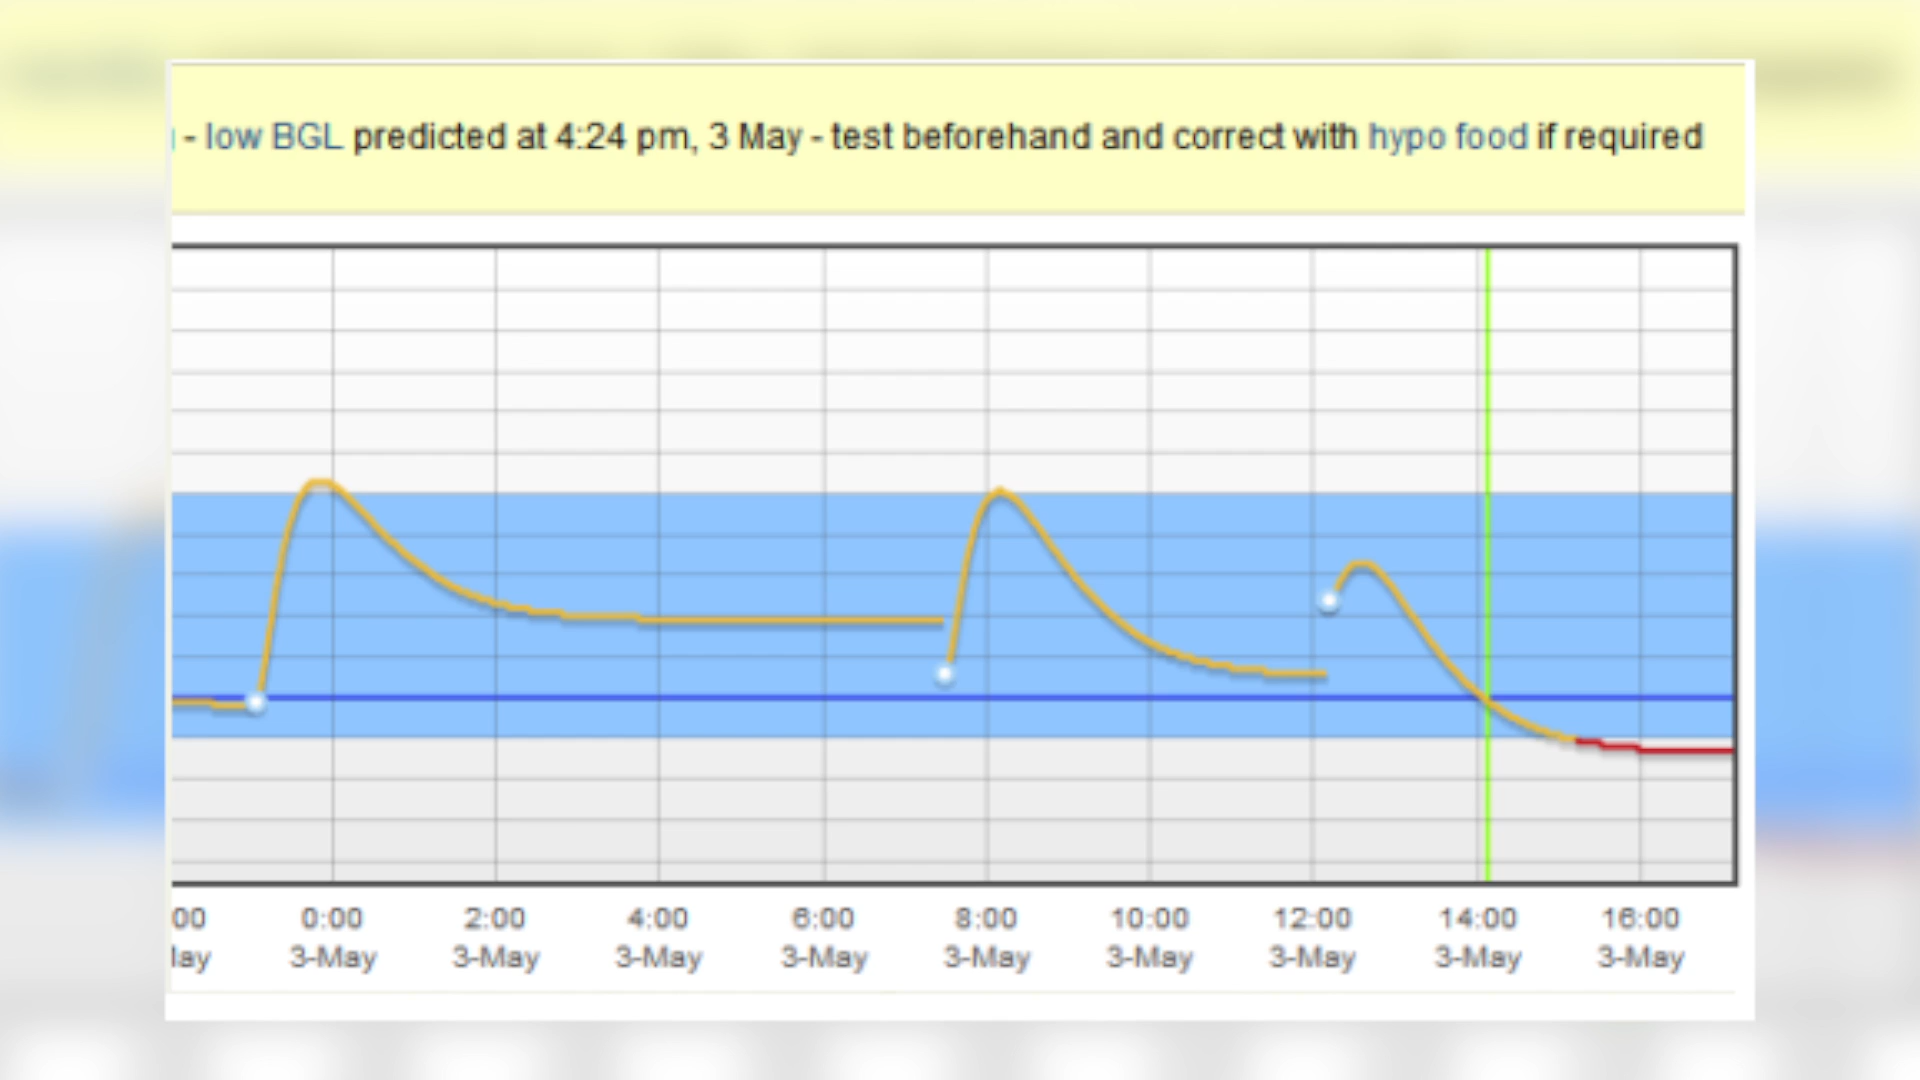 - low BGL predicted at 4:24 pm, 3 May - test beforehand and correct with hypo food if required
00 0:00 2:00 4:00 6:00 8:00 10:00 12:00 14:00 16:00
lay 3-May 3-May 3-May 3-May 3-May 3-May 3-May 3-May 3-May